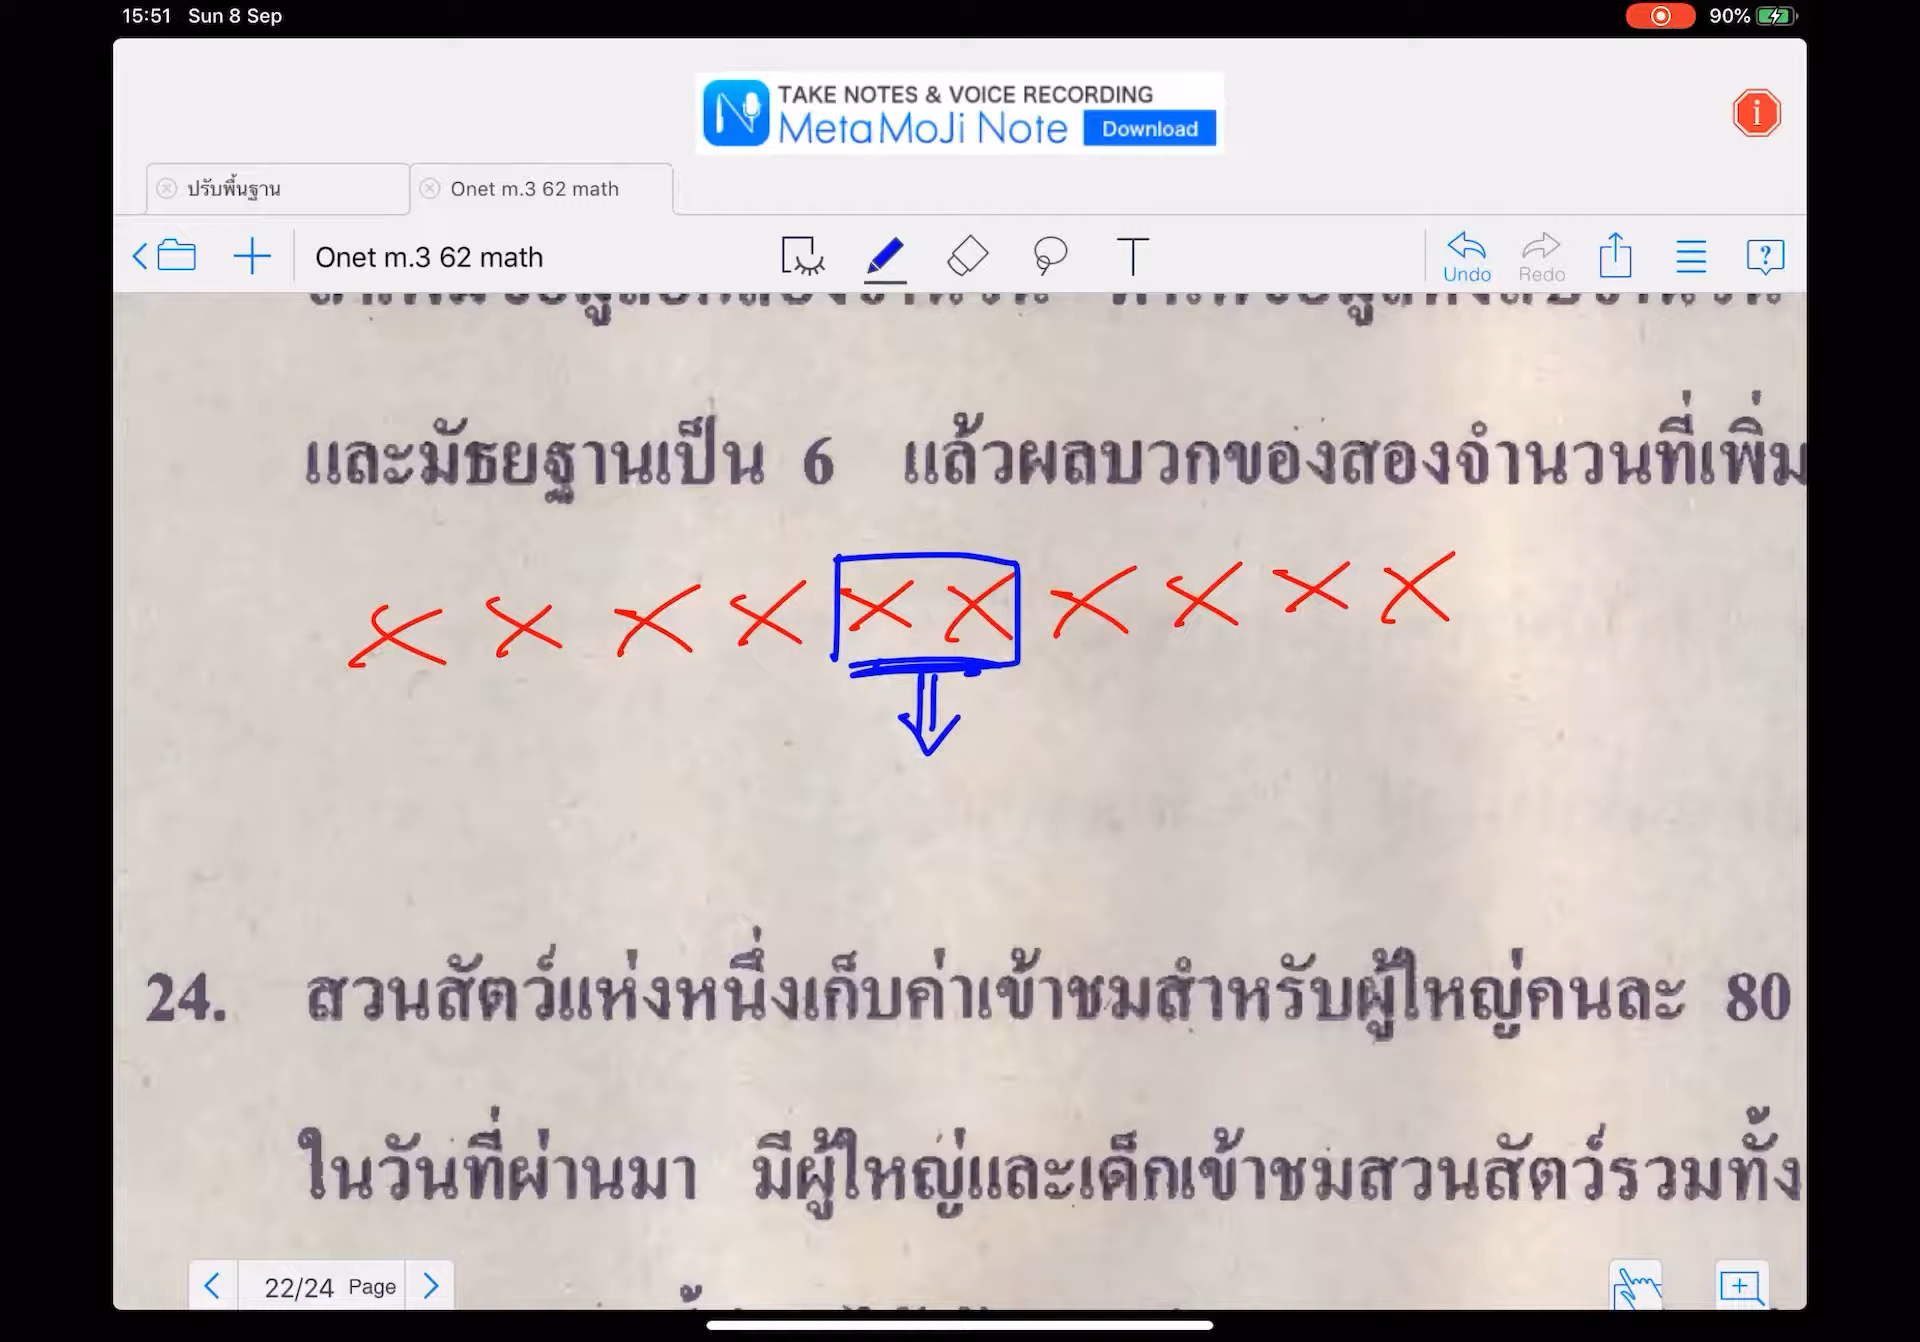 15:51 Sun 8 Sep
90%
TAKE NOTES & VOICE RECORDING
MetaMoJi Note Download
ปรับพื้นฐาน
Onet m.3 62 math
Onet m.3 62 math
Undo
Redo
และมัธยฐานเป็น 6 แล้วผลบวกของสองจำนวนที่เพิ่ม
x x x x x x x x x x
24. สวนสัตว์แห่งหนึ่งเก็บค่าเข้าชมสำหรับผู้ใหญ่คนละ 80
ในวันที่ผ่านมา มีผู้ใหญ่และเด็กเข้าชมสวนสัตว์รวมทั้ง
22/24 Page